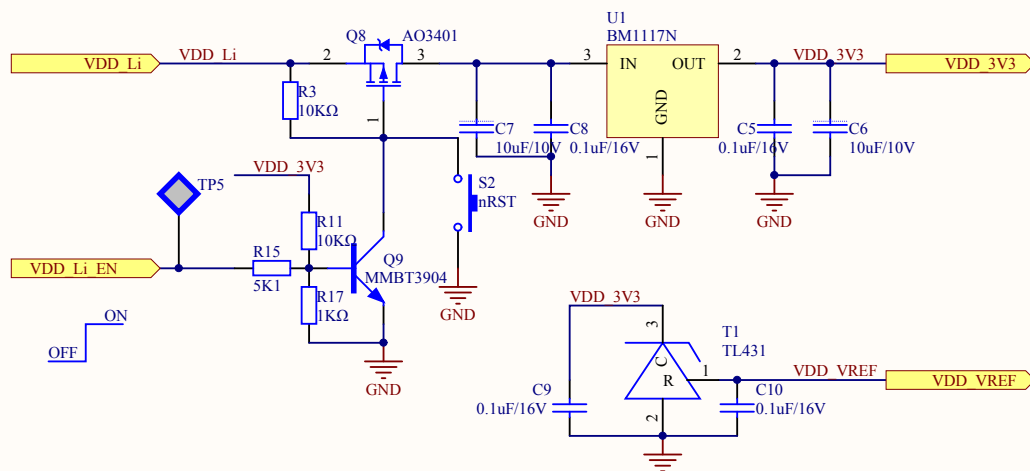 U1
BM1117N
Q8
AO3401
VDD_Li
VDD_Li
2
3
3
IN
OUT
2
VDD_3V3
VDD_3V3
R3
10KΩ
1
GND
1
C7
10uF/10V
C8
0.1uF/16V
C5
0.1uF/16V
C6
10uF/10V
VDD_3V3
TP5
S2
nRST
GND
GND
GND
R11
10KΩ
R15
5K1
Q9
MMBT3904
VDD_Li_EN
R17
1KΩ
GND
ON
OFF
GND
VDD_3V3
3
T1
TL431
C
R
1
VDD_VREF
VDD_VREF
C9
0.1uF/16V
2
C10
0.1uF/16V